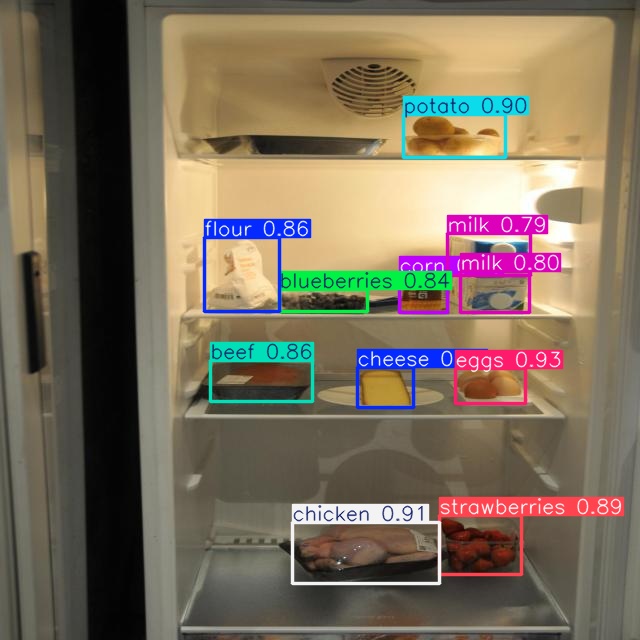 potato 0.90
flour 0.86
milk 0.79
corn (
milk 0.80
blueberries 0.84
beef 0.86
cheese 0.
eggs 0.93
chicken 0.91
strawberries 0.89